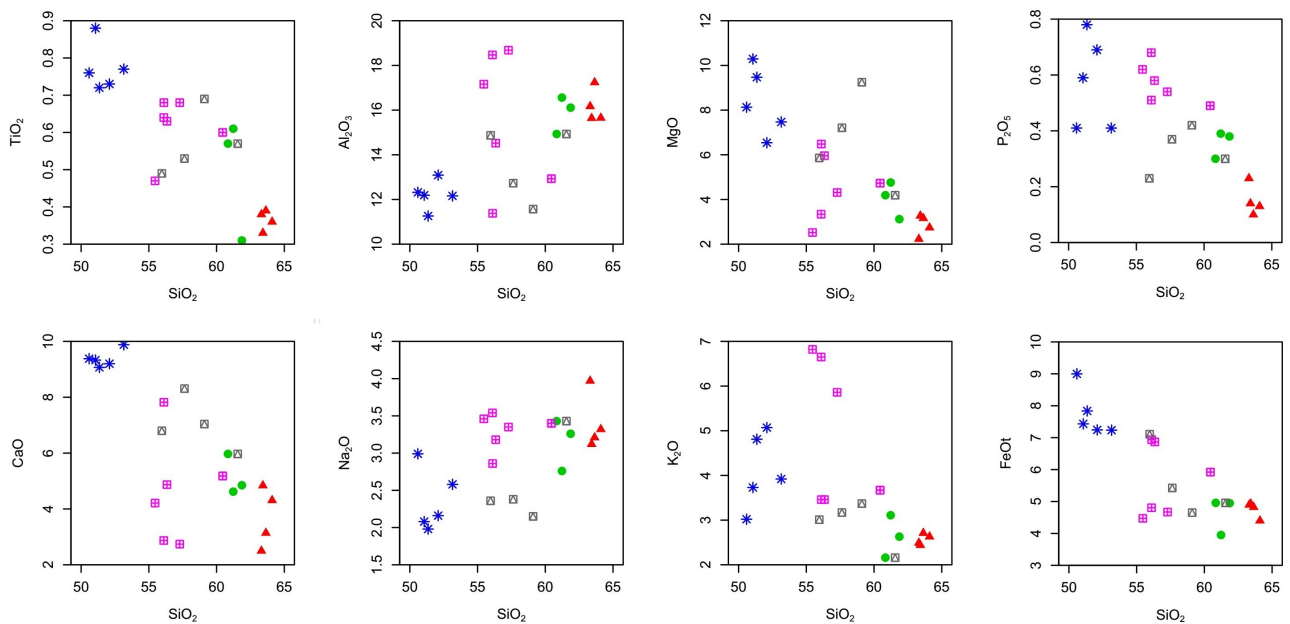 0.9
0.8
0.7
0.6
0.5
0.4
0.3
TiO₂
50 55 60 65
SiO₂
20
18
16
14
12
10
Al₂O₃
50 55 60 65
SiO₂
12
10
8
6
4
2
MgO
50 55 60 65
SiO₂
0.8
0.6
0.4
0.2
0.0
P₂O₅
50 55 60 65
SiO₂
10
8
6
4
2
CaO
50 55 60 65
SiO₂
4.5
4.0
3.5
3.0
2.5
2.0
1.5
Na₂O
50 55 60 65
SiO₂
7
6
5
4
3
2
K₂O
50 55 60 65
SiO₂
10
9
8
7
6
5
4
3
FeOt
50 55 60 65
SiO₂